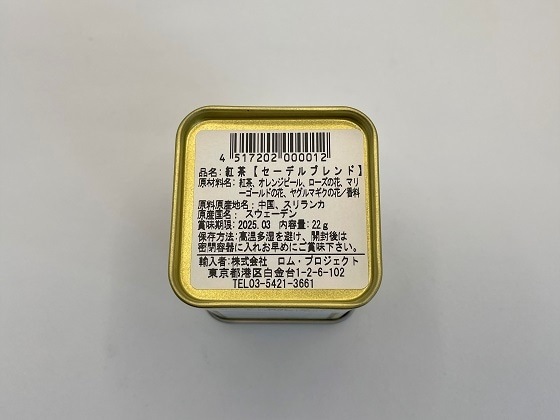 4 517202 000012
品名:紅茶【セーデルブレンド】
原材料名:紅茶、オレンジピール、ローズの花、マリ
ーゴールドの花、ヤグルマギクの花/香料
原料原産地名:中国、スリランカ
原産国名: スウェーデン
賞味期限:2025.03 内容量:22g
保存方法:高温多湿を避け、開封後は
密閉容器に入れお早めにご賞味下さい。
輸入者:株式会社 ロム・プロジェクト
東京都港区白金台1-2-6-102
TEL03-5421-3661